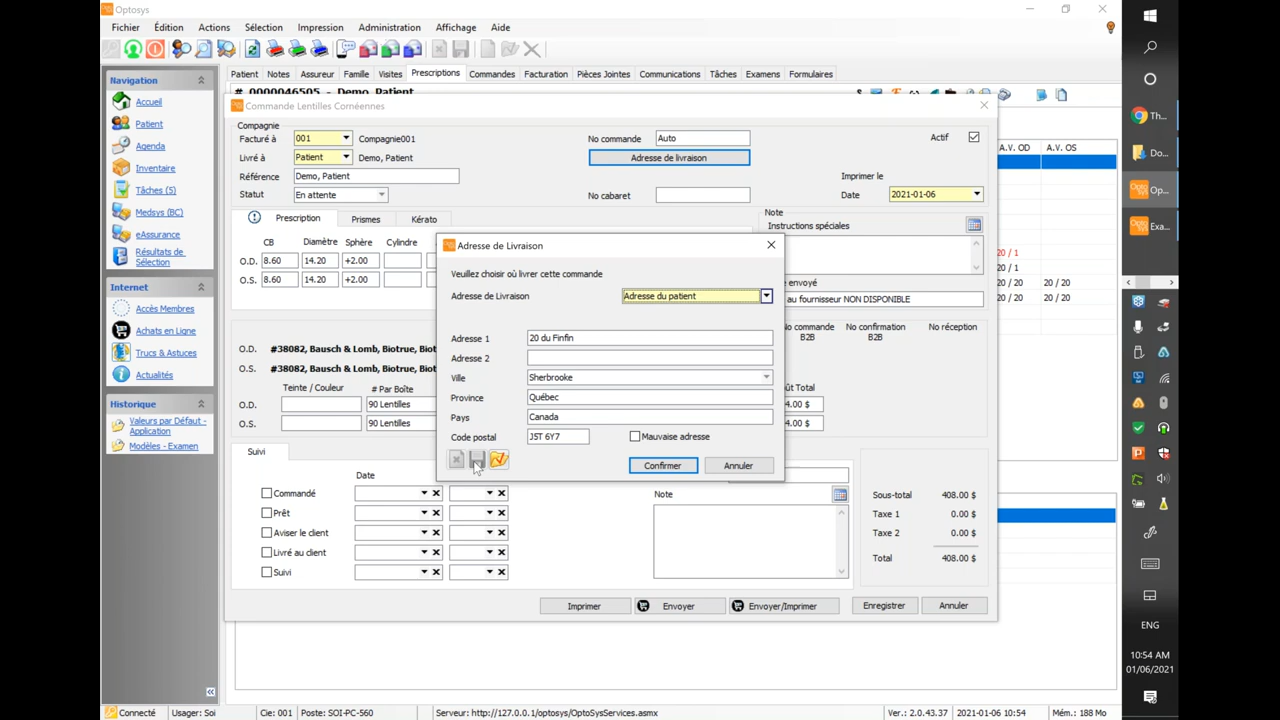 Optosys
Fichier Édition Actions Sélection Impression Administration Affichage Aide
Navigation
Accueil
Patient
Agenda
Inventaire
Tâches (5)
Medsys (BC)
eAssurance
Résultats de
Sélection
Internet
Accès Membres
Achats en Ligne
Trucs & Astuces
Actualités
Historique
Valeurs par Défaut -
Application
Modèles - Examen
Patient Notes Assureur Famille Visites Prescriptions Commandes Facturation Pièces Jointes Communications Tâches Examens Formulaires
# 0000046505 - Demo, Patient
Commande Lentilles Cornéennes
Compagnie
Facturé à 001 Compagnie001 No commande Auto Actif
Livré à Patient Demo, Patient Adresse de livraison
Référence Demo, Patient Imprimer le
Statut En attente No cabaret Date 2021-01-06
Prescription Prismes Kérato Note
Instructions spéciales
CB Diamètre Sphère Cylindre
O.D. 8.60 14.20 +2.00
O.S. 8.60 14.20 +2.00
e envoyé
au fournisseur NON DISPONIBLE
No commande No confirmation No réception
B2B B2B
O.D. #38082, Bausch & Lomb, Biotrue, Biot
O.S. #38082, Bausch & Lomb, Biotrue, Biot
Teinte / Couleur # Par Boîte ût Total
O.D. 90 Lentilles 4.00 $
O.S. 90 Lentilles 4.00 $
Adresse de Livraison
Veuillez choisir où livrer cette commande
Adresse de Livraison Adresse du patient
Adresse 1 20 du Finfin
Adresse 2
Ville Sherbrooke
Province Québec
Pays Canada
Code postal J5T 6Y7 Mauvaise adresse
Confirmer Annuler
Suivi
Date
Commandé
Prêt
Aviser le client
Livré au client
Suivi
Note
Sous-total 408.00 $
Taxe 1 0.00 $
Taxe 2 0.00 $
Total 408.00 $
Imprimer Envoyer Envoyer/Imprimer Enregistrer Annuler
A.V. OD A.V. OS
20 / 1
20 / 1
20 / 20 20 / 20
20 / 20 20 / 20
Connecté Usager: Soi Cie: 001 Poste: SOI-PC-560 Serveur: http://127.0.0.1/optosys/OptoSysServices.asmx Ver.: 2.0.43.37 2021-01-06 10:54 Mém.: 188 Mo
Th...
Do...
Op...
Exa...
ENG
10:54 AM
01/06/2021